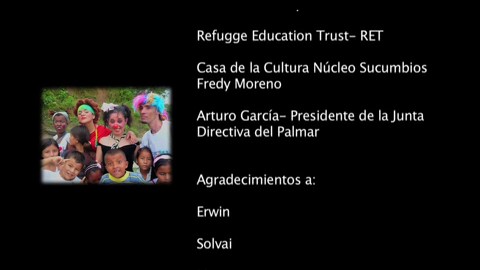 Refugge Education Trust- RET
Casa de la Cultura Núcleo Sucumbios
Fredy Moreno
Arturo García- Presidente de la Junta
Directiva del Palmar
Agradecimientos a:
Erwin
Solvai